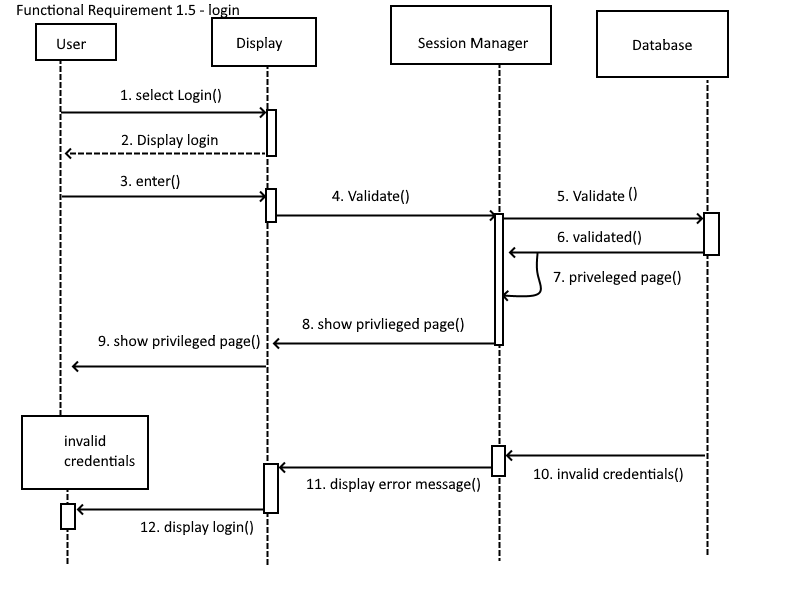 Functional Requirement 1.5 - login
User
Display
Session Manager
Database
1. select Login()
2. Display login
3. enter()
4. Validate()
5. Validate ()
6. validated()
7. priveleged page()
8. show privlieged page()
9. show privileged page()
invalid
credentials
10. invalid credentials()
11. display error message()
12. display login()